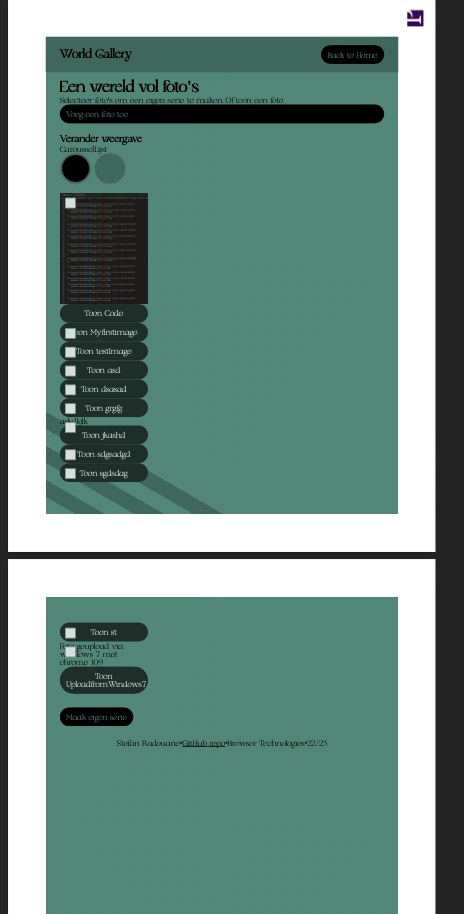 World Gallery
Back to Home
Een wereld vol foto's
Selecteer foto's om een eigen serie te maken. Of toon een foto.
Voeg een foto toe
Verander weergave
Carousel
Lijst
Toon Code
Toon Myfirstimage
Toon testimage
Toon asd
Toon dsasad
Toon grgfg
Toon jkashd
Toon sdgsadgd
Toon sgdsdag
Toon st
Foto geupload via
windows 7 met
chrome 109
Toon
UploadfromWindows7
Maak eigen serie
Stefan Radouane•GitHub repo•Browser Technologies•22/23